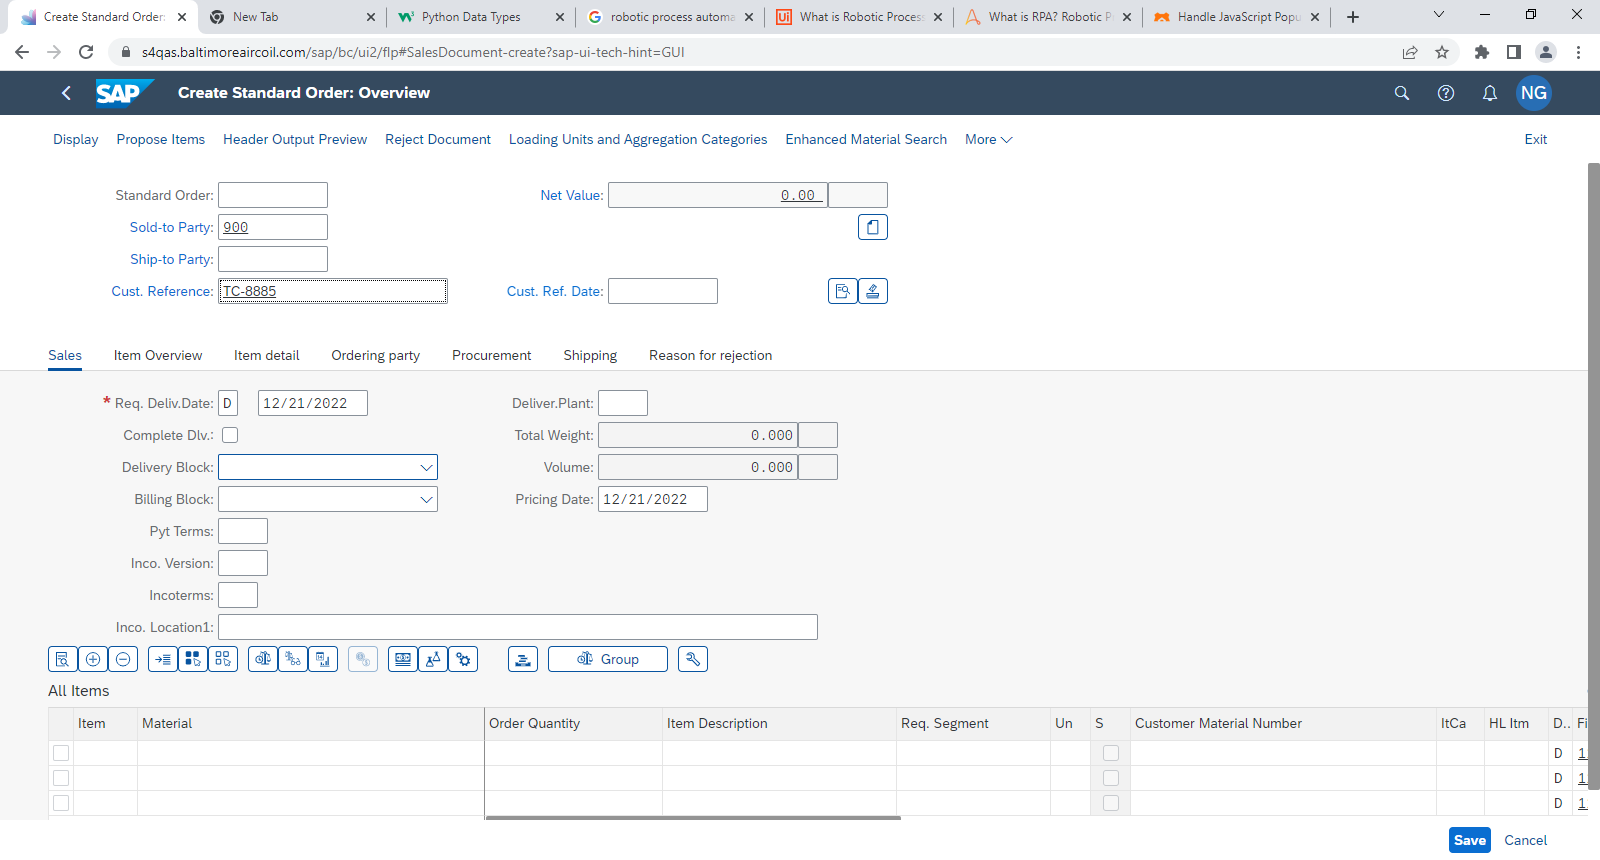 Create Standard Order:
New Tab
Python Data Types
robotic process automa
What is Robotic Process
What is RPA? Robotic P
Handle JavaScript Popu
s4qas.baltimoreaircoil.com/sap/bc/ui2/flp#SalesDocument-create?sap-ui-tech-hint=GUI
SAP Create Standard Order: Overview NG
Display Propose Items Header Output Preview Reject Document Loading Units and Aggregation Categories Enhanced Material Search More Exit
Standard Order: Net Value: 0.00
Sold-to Party: 900
Ship-to Party:
Cust. Reference: TC-8885 Cust. Ref. Date:
Sales Item Overview Item detail Ordering party Procurement Shipping Reason for rejection
* Req. Deliv.Date: D 12/21/2022 Deliver.Plant:
Complete Dlv.: Total Weight: 0.000
Delivery Block: Volume: 0.000
Billing Block: Pricing Date: 12/21/2022
Pyt Terms:
Inco. Version:
Incoterms:
Inco. Location1:
Group
All Items
Item Material Order Quantity Item Description Req. Segment Un S Customer Material Number ItCa HL Itm D.. Fi
D 1
D 1
D 1
Save Cancel